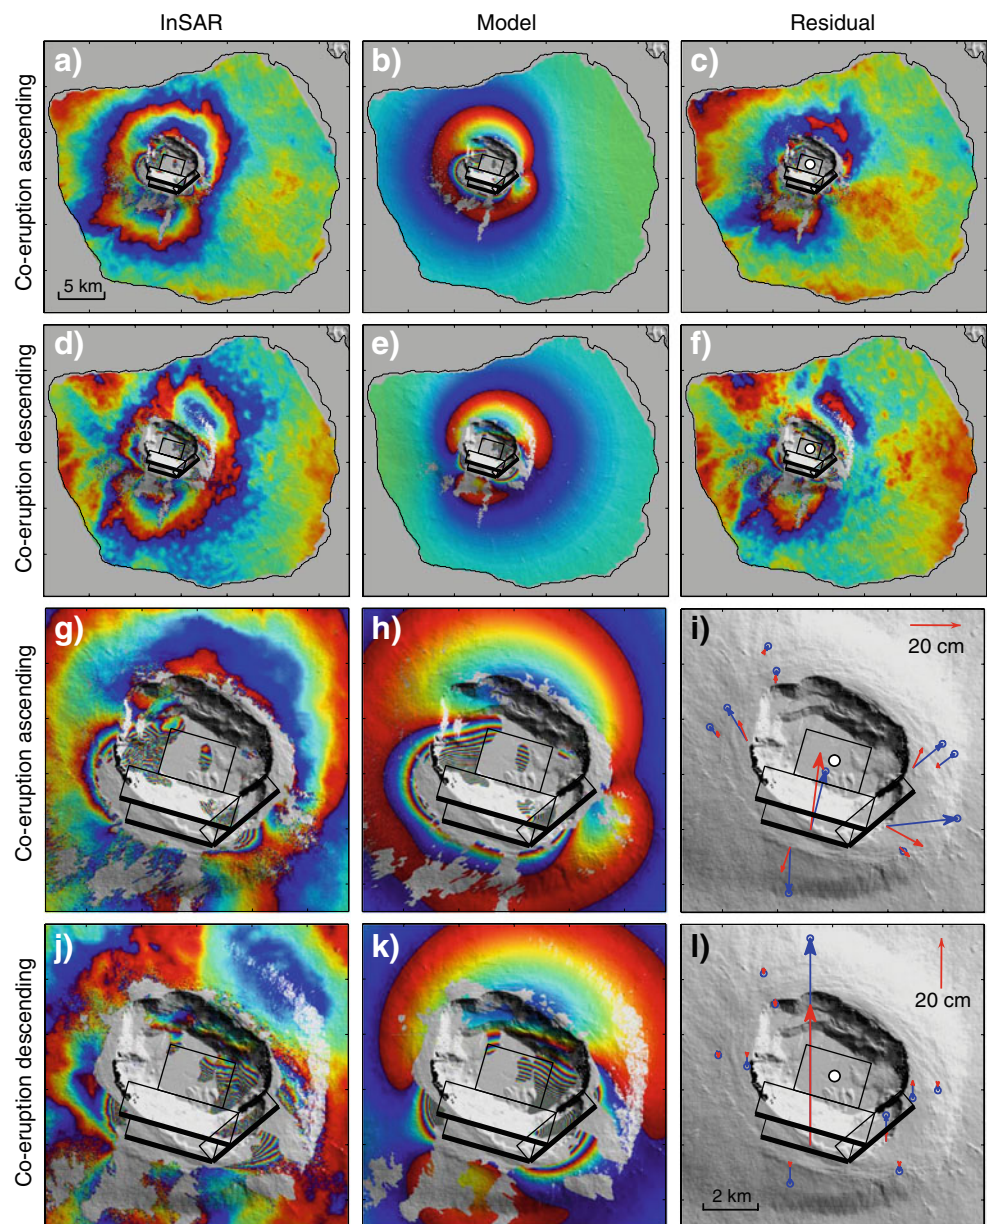 InSAR
Model
Residual
Co-eruption ascending
a)
b)
c)
5 km
Co-eruption descending
d)
e)
f)
Co-eruption ascending
g)
h)
i)
20 cm
Co-eruption descending
j)
k)
l)
20 cm
2 km